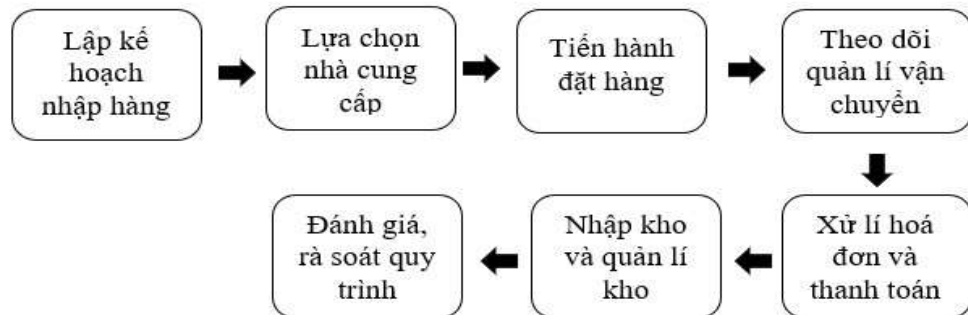 Lập kế
hoạch
nhập hàng
Lựa chọn
nhà cung
cấp
Tiến hành
đặt hàng
Theo dõi
quản lí vận
chuyển
Xử lí hoá
đơn và
thanh toán
Nhập kho
và quản lí
kho
Đánh giá,
rà soát quy
trình